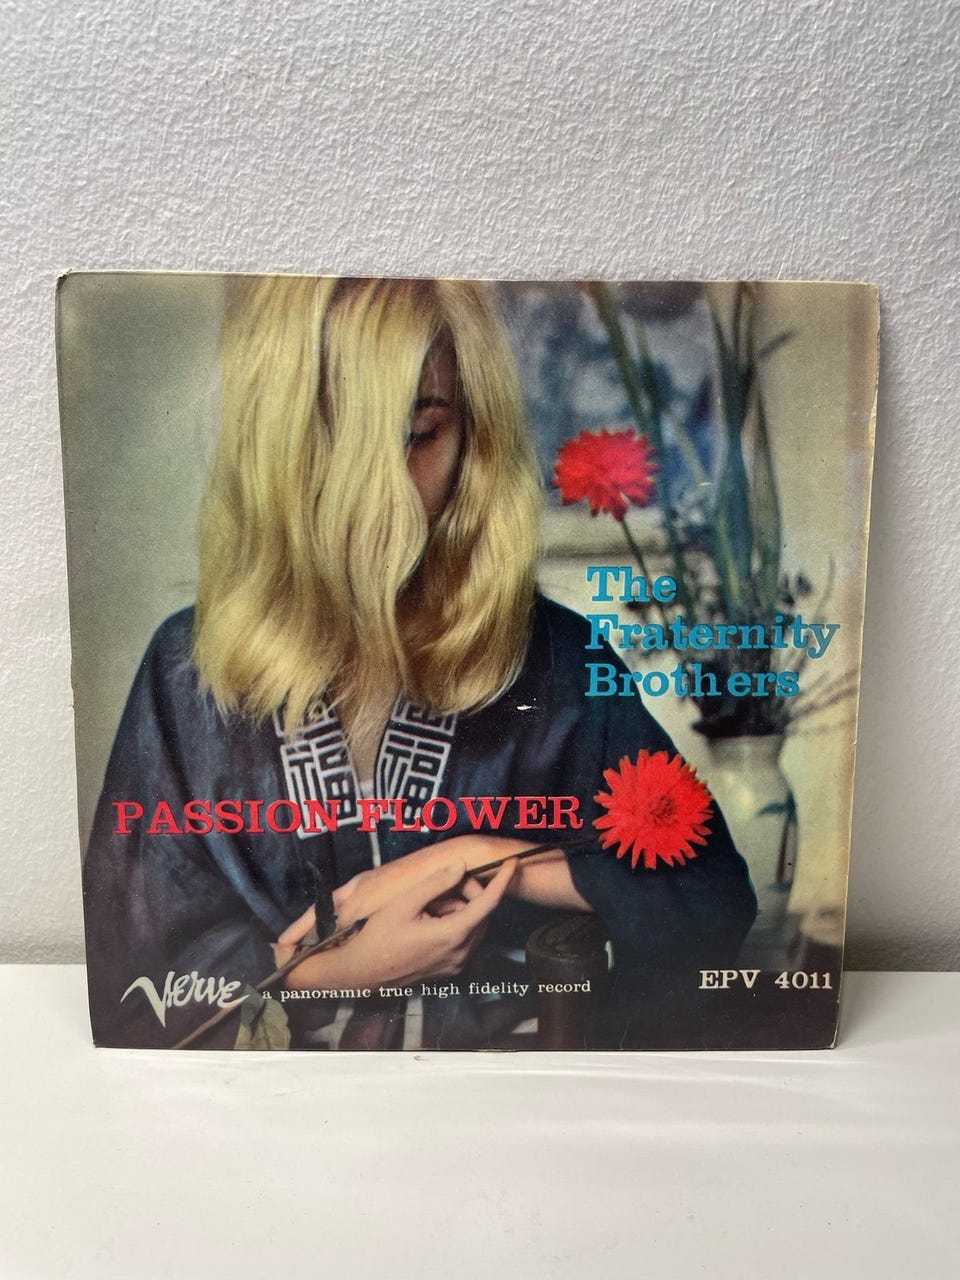 The
Fraternity
Brothers
PASSION FLOWER
Verve a panoramic true high fidelity record
EPV 4011